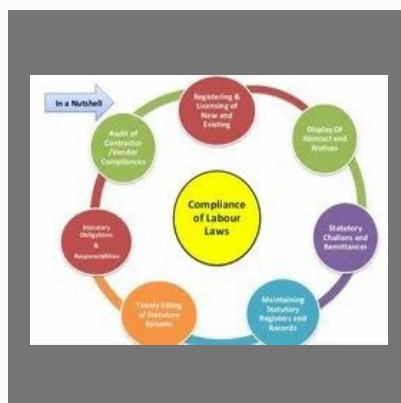 In a Nutshell
Registering &
Licensing of
New and
Existing
Display Of
Abstract and
Notices
Statutory
Challans and
Remittances
Maintaining
Statutory
Registers and
Records
Timely Filling
of Statutory
Returns
Statutory
Obligations
&
Responsibilities
Audit of
Contractor
/Vendor
Compliances
Compliance
of Labour
Laws